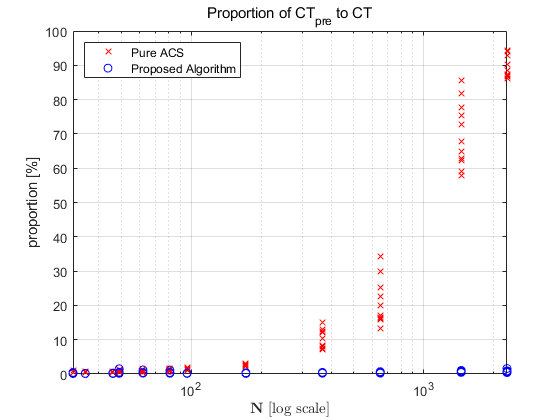 Proportion of CT_pre to CT
100
90
80
70
60
50
40
30
20
10
0
proportion [%]
Pure ACS
Proposed Algorithm
10^2
10^3
N [log scale]